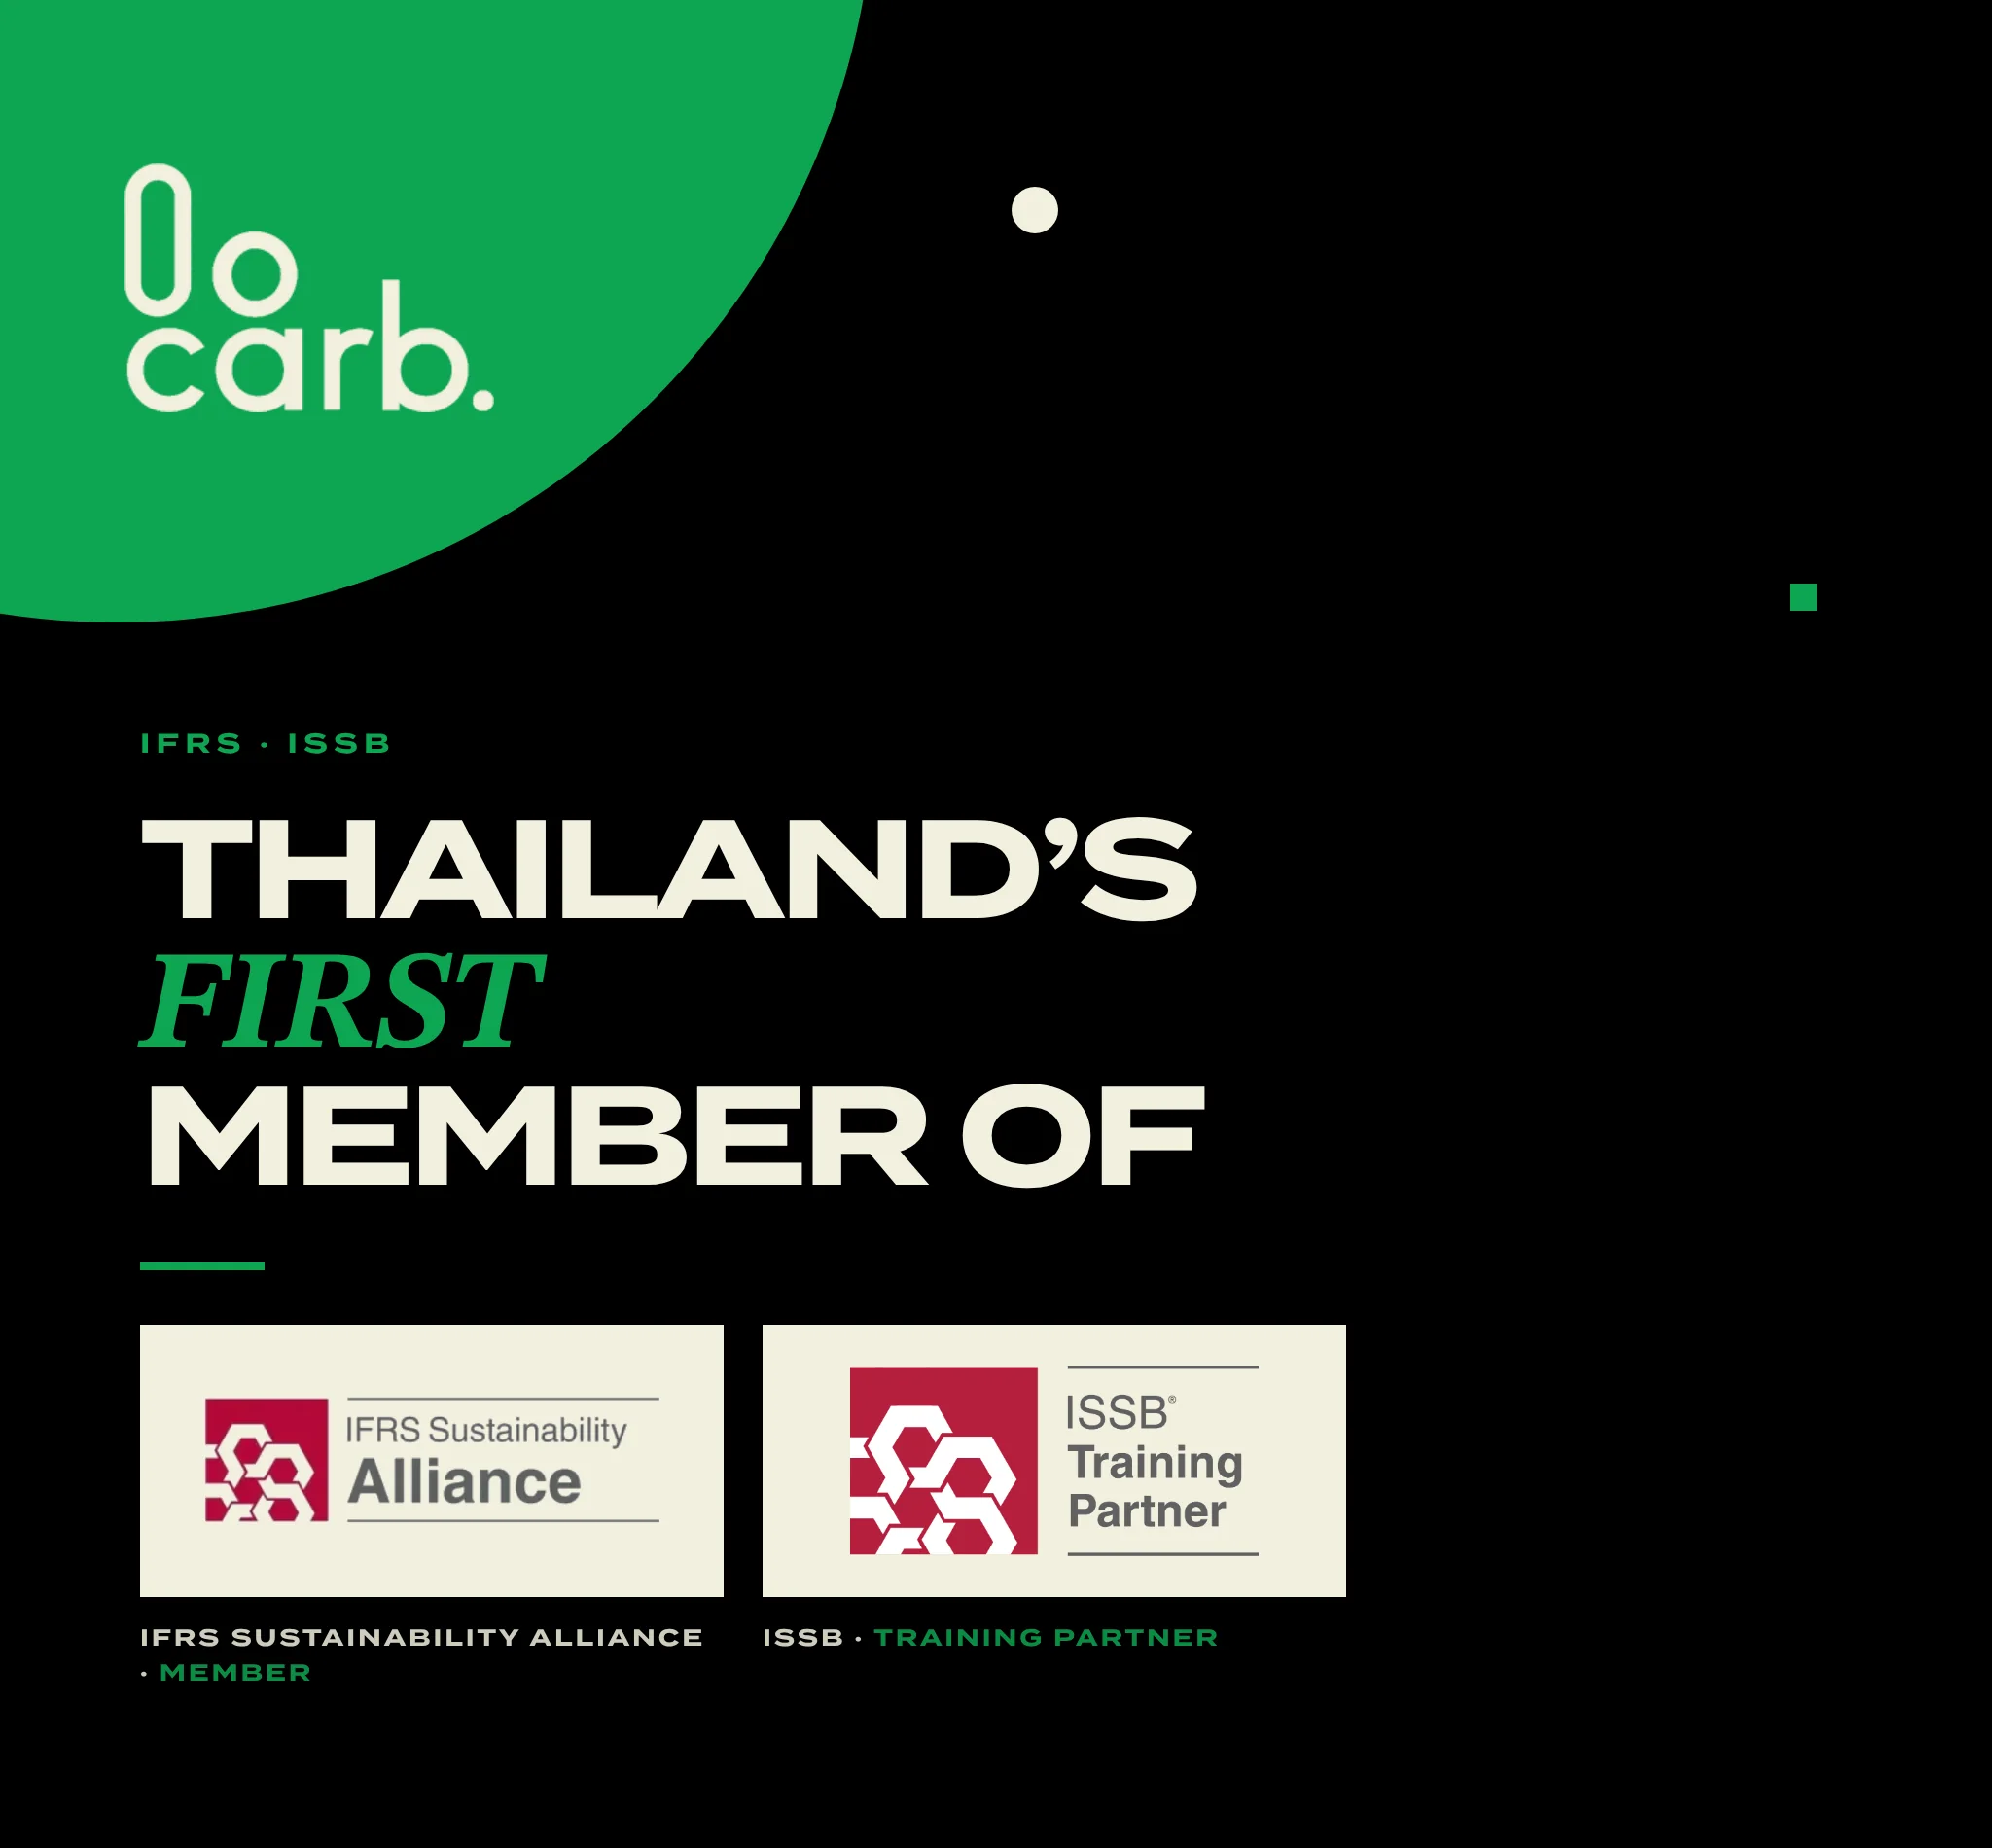 lo
carb.
IFRS · ISSB
THAILAND’S
FIRST
MEMBER OF
IFRS Sustainability
Alliance
ISSB®
Training
Partner
IFRS SUSTAINABILITY ALLIANCE
· MEMBER
ISSB · TRAINING PARTNER